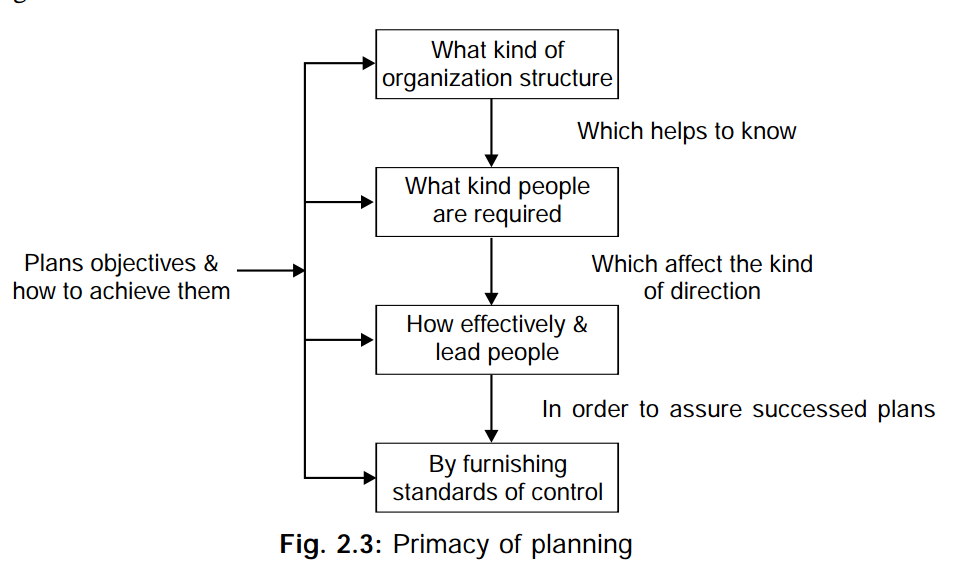 What kind of
organization structure
Which helps to know
What kind people
are required
Plans objectives &
how to achieve them
Which affect the kind
of direction
How effectively &
lead people
In order to assure successed plans
By furnishing
standards of control
Fig. 2.3: Primacy of planning